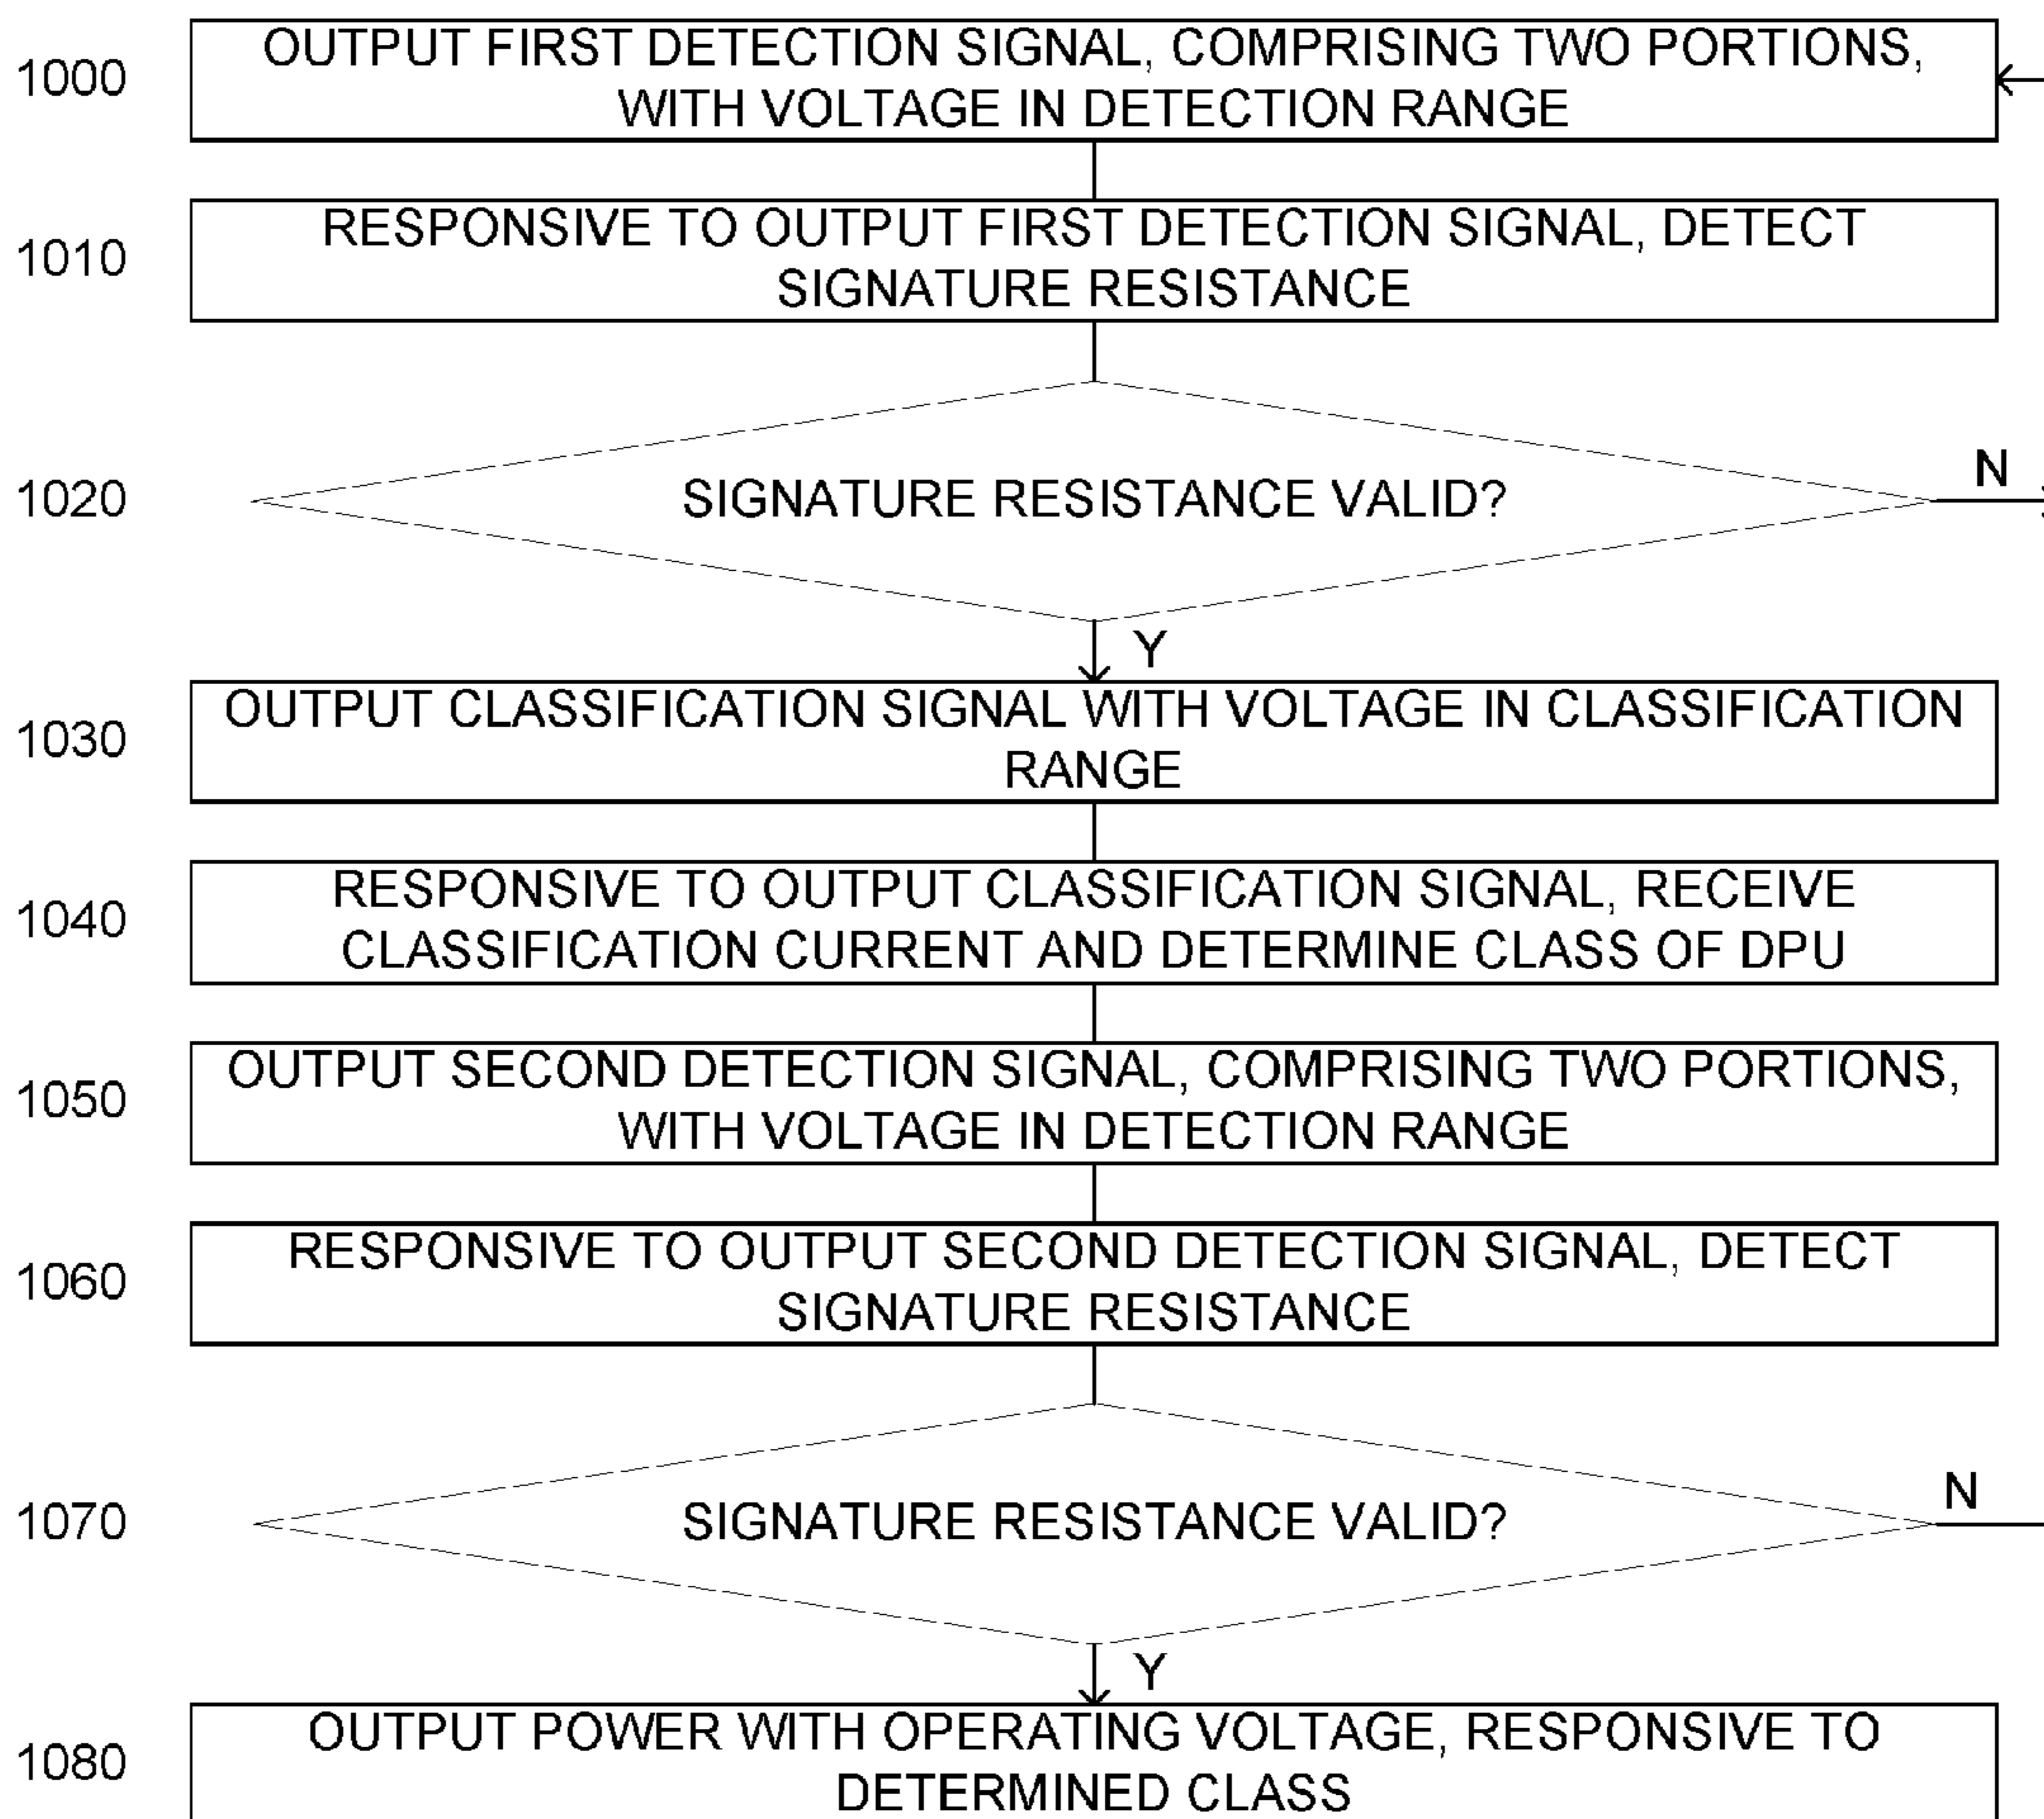 1000
OUTPUT FIRST DETECTION SIGNAL, COMPRISING TWO PORTIONS,
WITH VOLTAGE IN DETECTION RANGE
1010
RESPONSIVE TO OUTPUT FIRST DETECTION SIGNAL, DETECT
SIGNATURE RESISTANCE
1020
SIGNATURE RESISTANCE VALID?
N
Y
1030
OUTPUT CLASSIFICATION SIGNAL WITH VOLTAGE IN CLASSIFICATION
RANGE
1040
RESPONSIVE TO OUTPUT CLASSIFICATION SIGNAL, RECEIVE
CLASSIFICATION CURRENT AND DETERMINE CLASS OF DPU
1050
OUTPUT SECOND DETECTION SIGNAL, COMPRISING TWO PORTIONS,
WITH VOLTAGE IN DETECTION RANGE
1060
RESPONSIVE TO OUTPUT SECOND DETECTION SIGNAL, DETECT
SIGNATURE RESISTANCE
1070
SIGNATURE RESISTANCE VALID?
N
Y
1080
OUTPUT POWER WITH OPERATING VOLTAGE, RESPONSIVE TO
DETERMINED CLASS